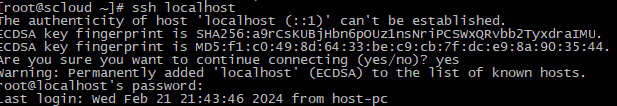 [root@scloud ~]# ssh localhost
The authenticity of host 'localhost (::1)' can't be established.
ECDSA key fingerprint is SHA256:a9rCsKUBjHbn6pOUz1nsNriPCSWxQRvbb2TyxdraIMU.
ECDSA key fingerprint is MD5:f1:c0:49:8d:64:33:be:c9:cb:7f:dc:e9:8a:90:35:44.
Are you sure you want to continue connecting (yes/no)? yes
Warning: Permanently added 'localhost' (ECDSA) to the list of known hosts.
root@localhost's password:
Last login: Wed Feb 21 21:43:46 2024 from host-pc